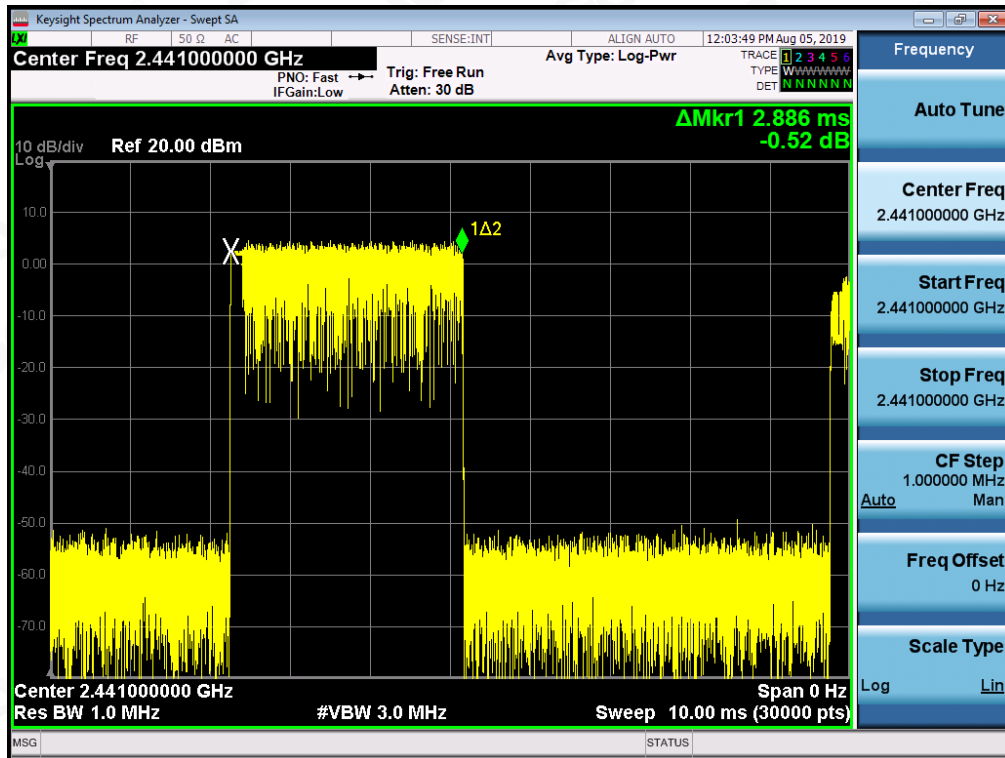 Keysight Spectrum Analyzer - Swept SA
LXI RF 50 Ω AC SENSE:INT ALIGN AUTO 12:03:49 PM Aug 05, 2019
Center Freq 2.441000000 GHz
PNO: Fast
IFGain:Low
Trig: Free Run
Atten: 30 dB
Avg Type: Log-Pwr
TRACE 1 2 3 4 5 6
TYPE WWWWWW
DET N N N N N N
ΔMkr1 2.886 ms
-0.52 dB
10 dB/div Ref 20.00 dBm
Log
10.0
1Δ2
0.00
-10.0
-20.0
-30.0
-40.0
-50.0
-60.0
-70.0
Center 2.441000000 GHz Span 0 Hz
Res BW 1.0 MHz #VBW 3.0 MHz Sweep 10.00 ms (30000 pts)
MSG STATUS
Frequency
Auto Tune
Center Freq
2.441000000 GHz
Start Freq
2.441000000 GHz
Stop Freq
2.441000000 GHz
CF Step
1.000000 MHz
Auto Man
Freq Offset
0 Hz
Scale Type
Log Lin